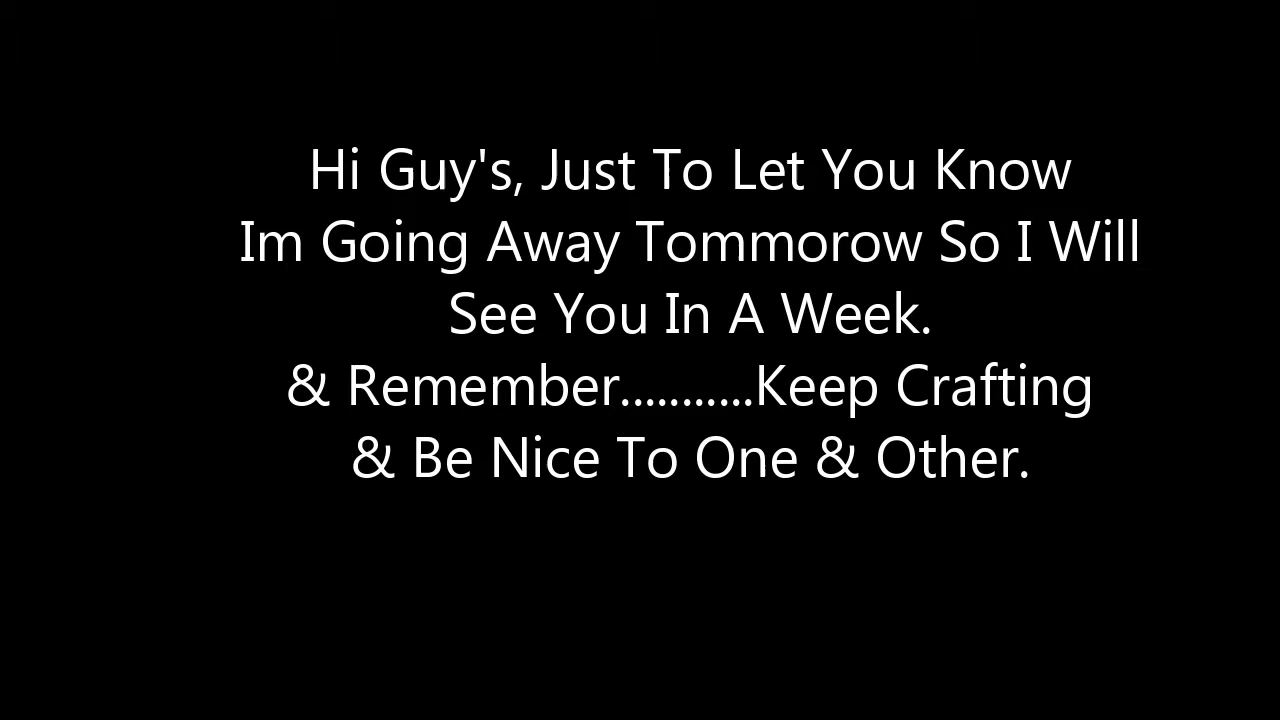 Hi Guy's, Just To Let You Know
Im Going Away Tommorow So I Will
See You In A Week.
& Remember...........Keep Crafting
& Be Nice To One & Other.